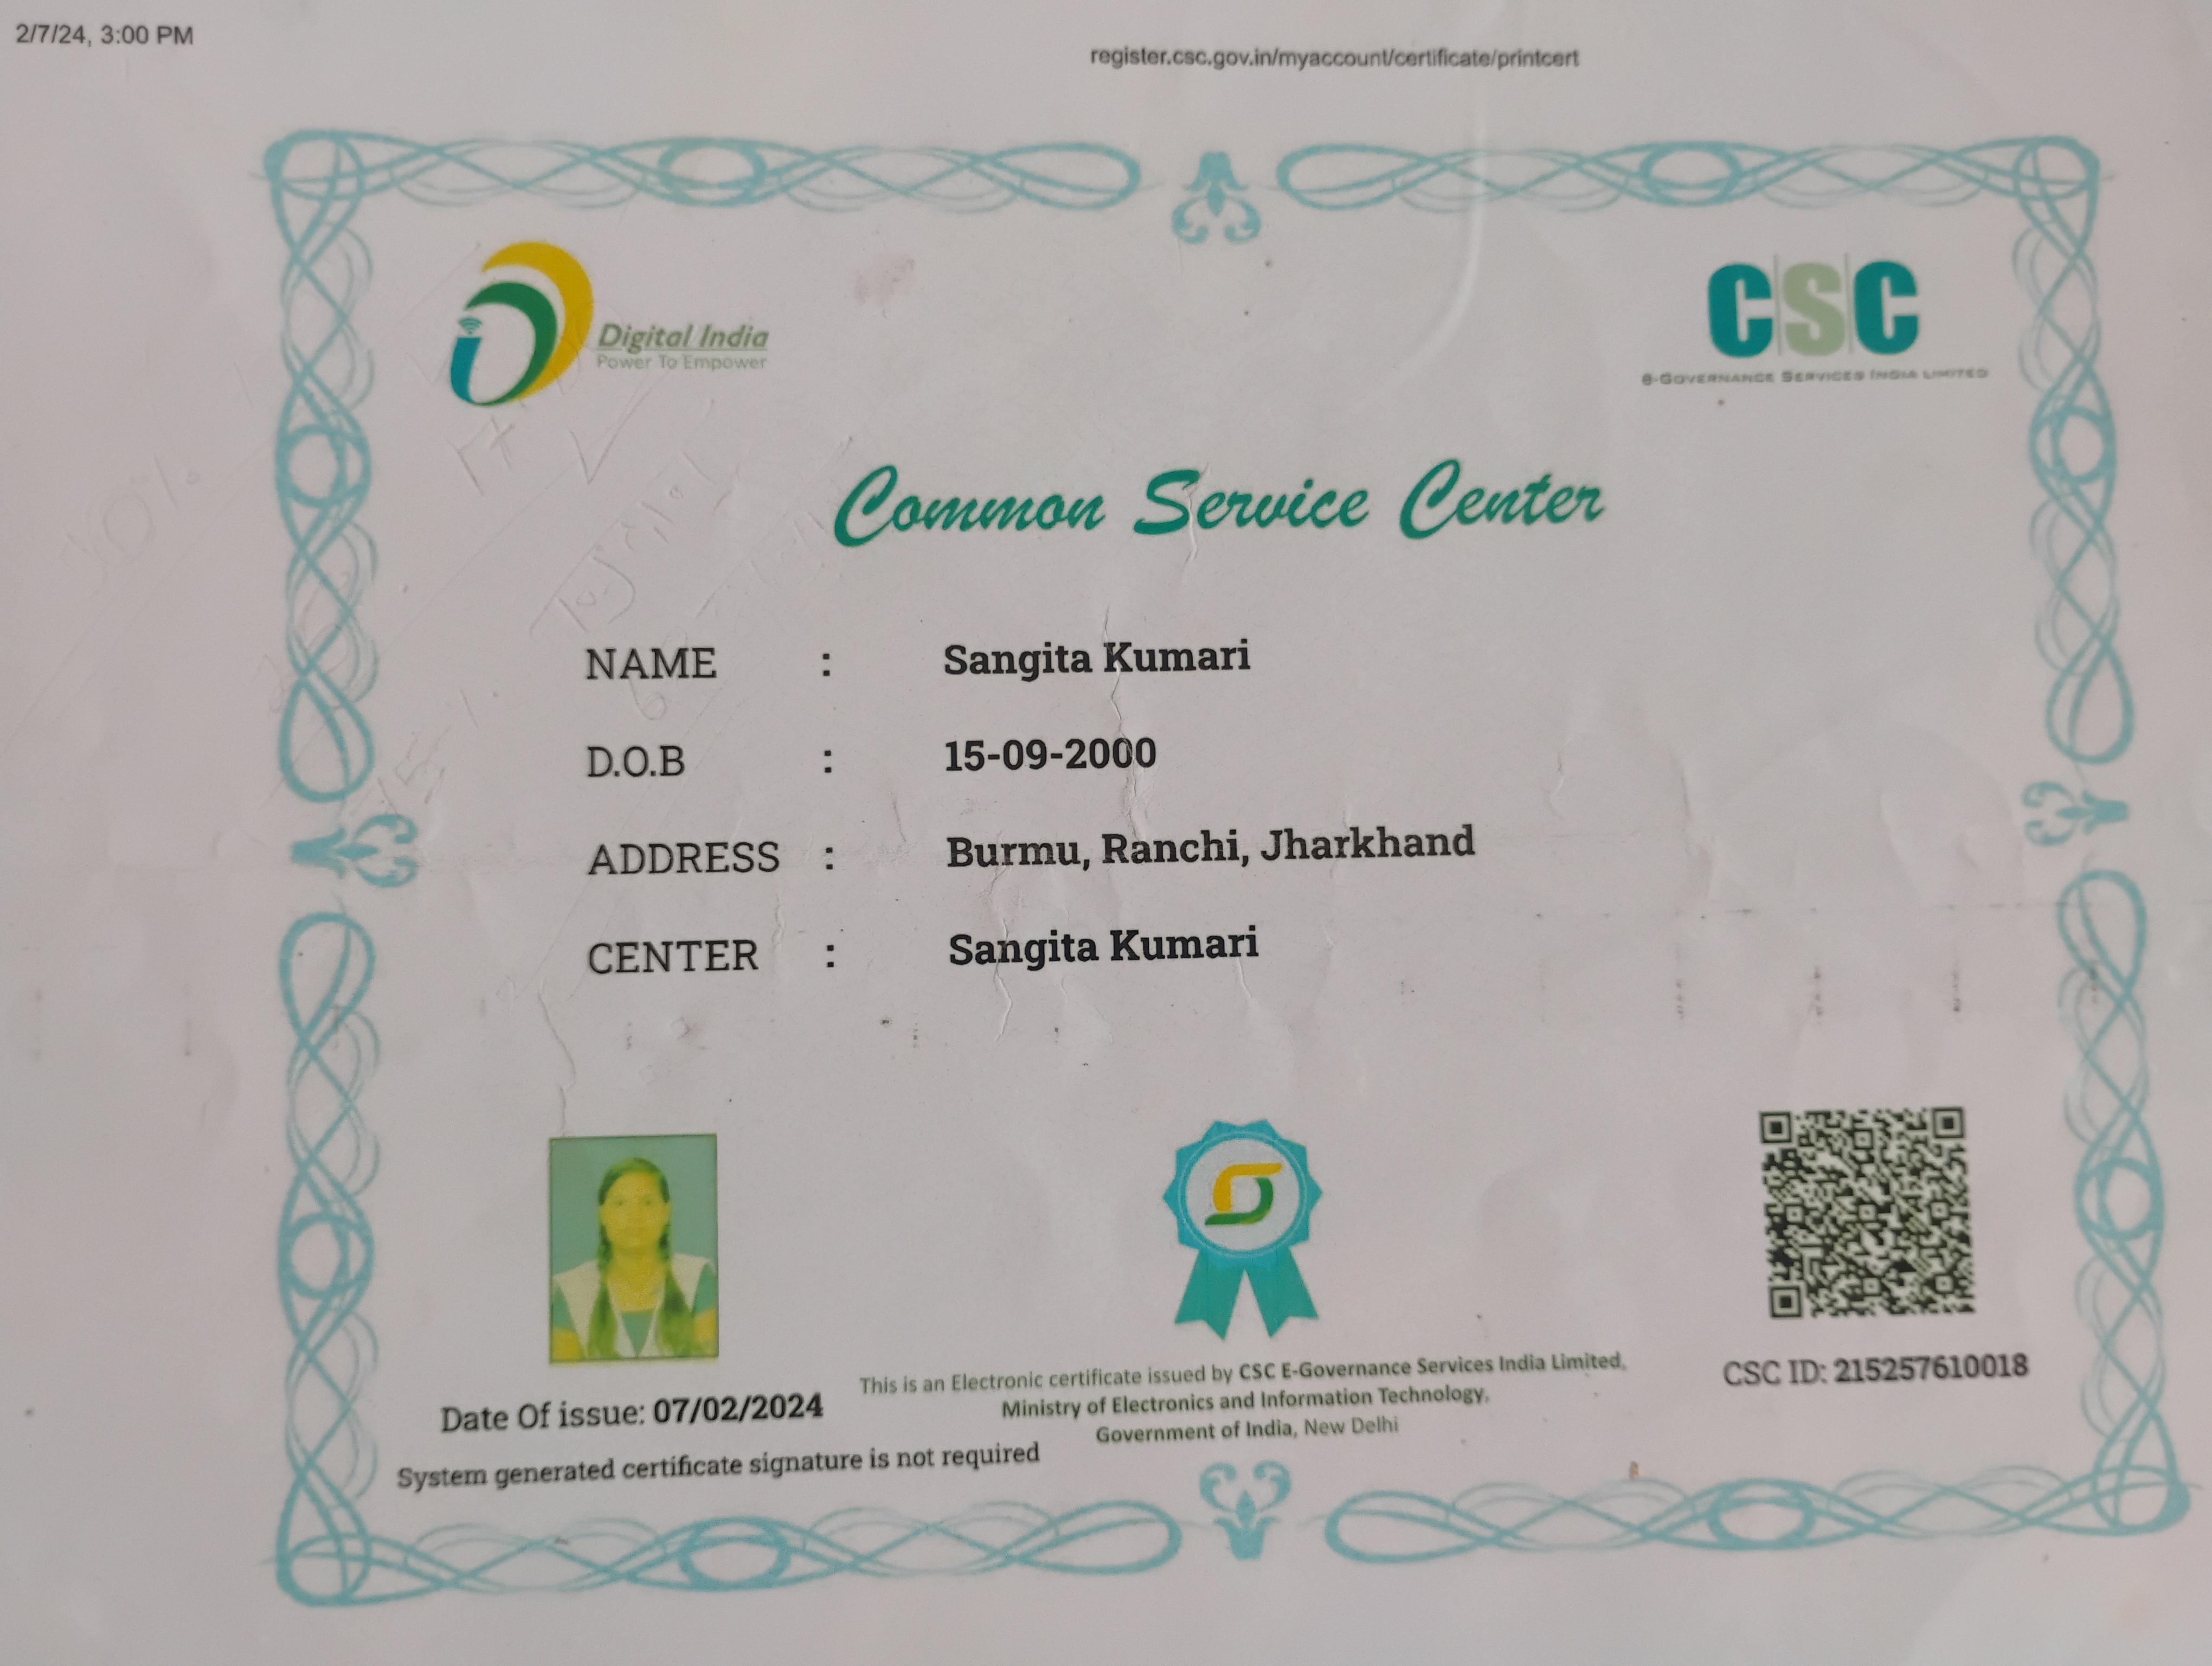 2/7/24, 3:00 PM
register.csc.gov.in/myaccount/certificate/printcert
Digital India
Power To Empower
CSC
e-Governance Services India Limited
Common Service Center
NAME : Sangita Kumari
D.O.B : 15-09-2000
ADDRESS : Burmu, Ranchi, Jharkhand
CENTER : Sangita Kumari
This is an Electronic certificate issued by CSC E-Governance Services India Limited,
Ministry of Electronics and Information Technology,
Government of India, New Delhi
CSC ID: 215257610018
Date Of issue: 07/02/2024
System generated certificate signature is not required